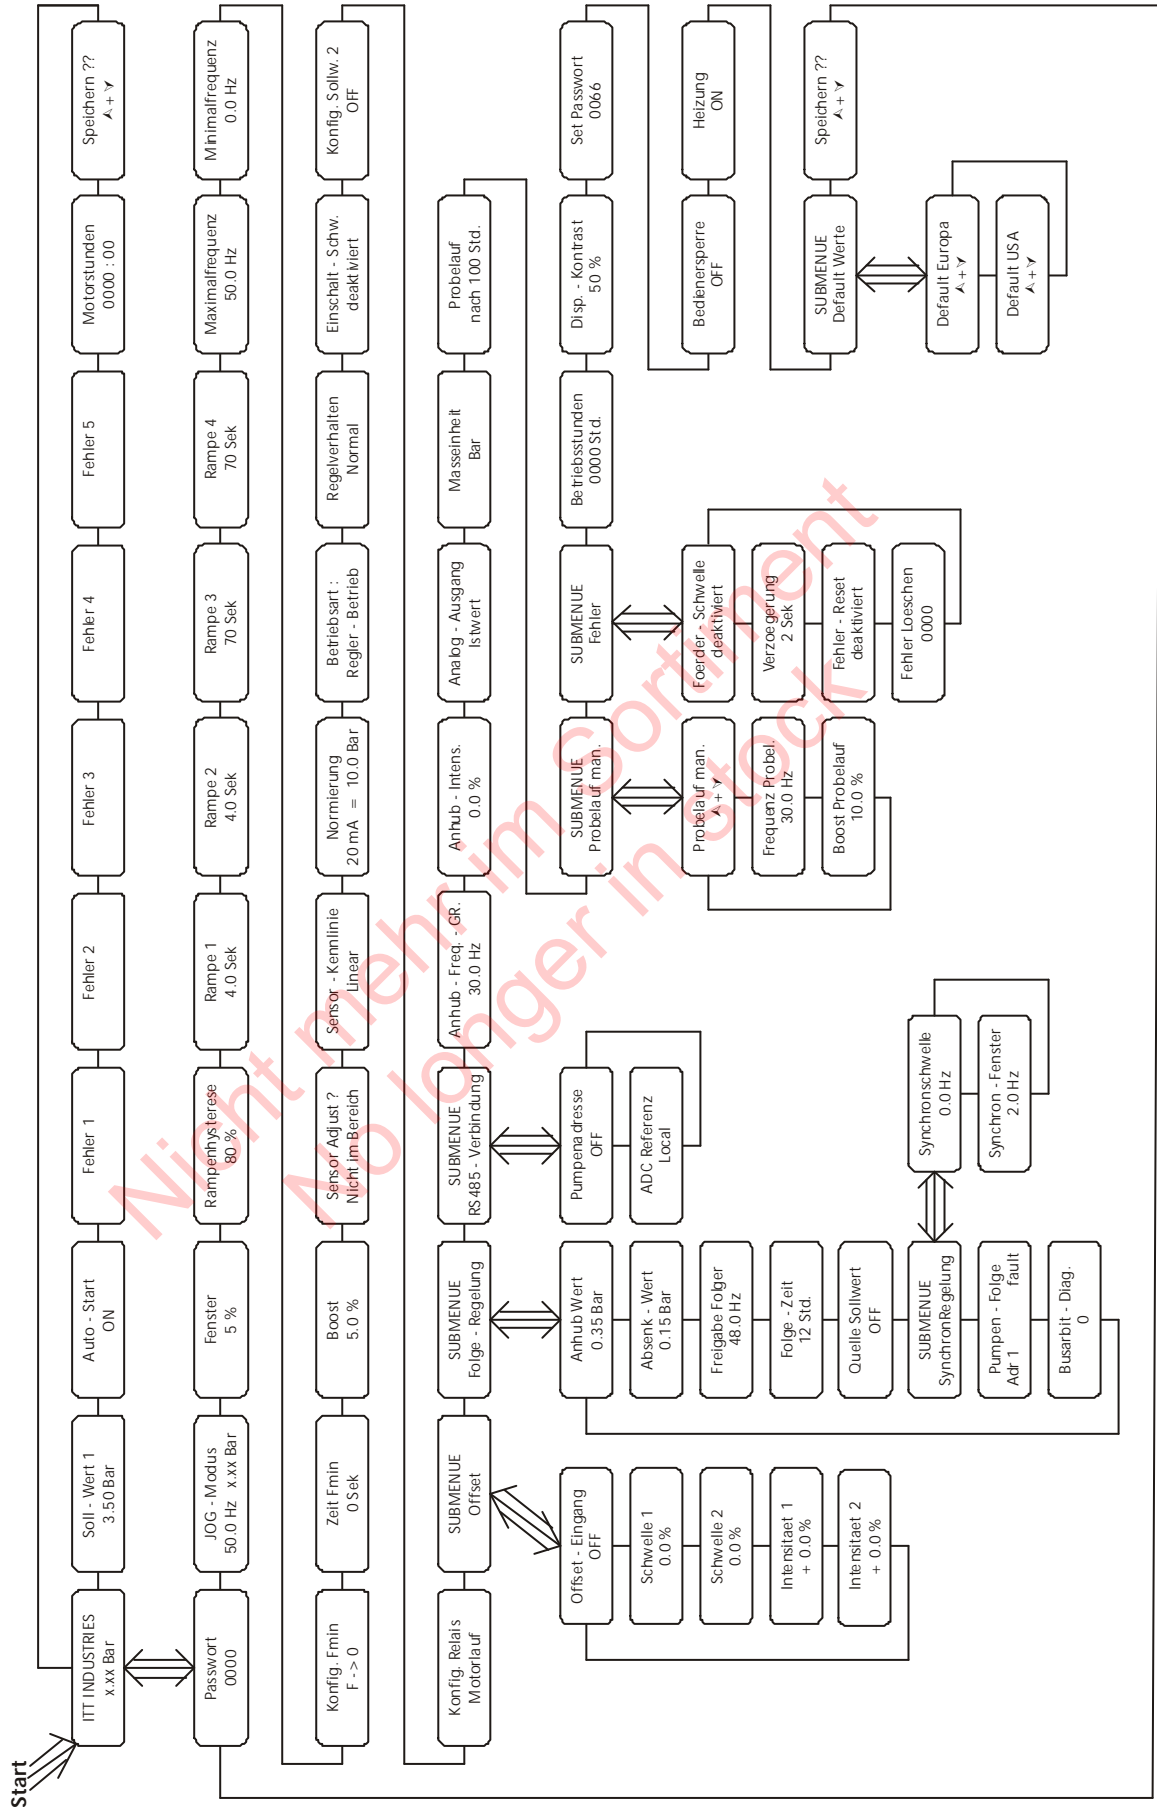 Start
ITT INDUSTRIES
x.xx Bar
Soll - Wert 1
3.50 Bar
Auto - Start
ON
Fehler 1
Fehler 2
Fehler 3
Fehler 4
Fehler 5
Motorstunden
0000 : 00
Speichern ??
⮝ + ⮟
Passwort
0000
JOG - Modus
50.0 Hz x.xx Bar
Fenster
5 %
Rampenhysterese
80 %
Rampe 1
4.0 Sek
Rampe 2
4.0 Sek
Rampe 3
70 Sek
Rampe 4
70 Sek
Maximalfrequenz
50.0 Hz
Minimalfrequenz
0.0 Hz
Konfig. Fmin
F - > 0
Zeit Fmin
0 Sek
Boost
5.0 %
Sensor Adjust ?
Nicht im Bereich
Sensor - Kennlinie
Linear
Normierung
20 mA = 10.0 Bar
Betriebsart :
Regler - Betrieb
Regelverhalten
Normal
Einschalt - Schw.
deaktiviert
Konfig. Sollw. 2
OFF
Konfig. Relais
Motorlauf
SUBMENUE
Offset
SUBMENUE
Folge - Regelung
SUBMENUE
RS485 - Verbindung
Anhub - Freq. - GR.
30.0 Hz
Anhub - Intens.
0.0 %
Analog - Ausgang
Istwert
Masseinheit
Bar
Probelauf
nach 100 Std.
Offset - Eingang
OFF
Schwelle 1
0.0 %
Schwelle 2
0.0 %
Intensitaet 1
+ 0.0 %
Intensitaet 2
+ 0.0 %
Anhub Wert
0.35 Bar
Absenk - Wert
0.15 Bar
Freigabe Folger
48.0 Hz
Folge - Zeit
12 Std.
Quelle Sollwert
OFF
SUBMENUE
SynchronRegelung
Pumpen - Folge
Adr 1 fault
Busarbit - Diag.
0
Synchronschwelle
0.0 Hz
Synchron - Fenster
2.0 Hz
Pumpenadresse
OFF
ADC Referenz
Local
SUBMENUE
Probelauf man.
SUBMENUE
Fehler
Betriebsstunden
0000 Std.
Disp. - Kontrast
50 %
Set Passwort
0066
Probelauf man.
⮝ + ⮟
Frequenz Probel.
30.0 Hz
Boost Probelauf
10.0 %
Foerder - Schwelle
deaktiviert
Verzoegerung
2 Sek
Fehler - Reset
deaktiviert
Fehler Loeschen
0000
Bedienersperre
OFF
Heizung
ON
SUBMENUE
Default Werte
Speichern ??
⮝ + ⮟
Default Europa
⮝ + ⮟
Default USA
⮝ + ⮟
Nicht mehr im Sortiment
No longer in stock